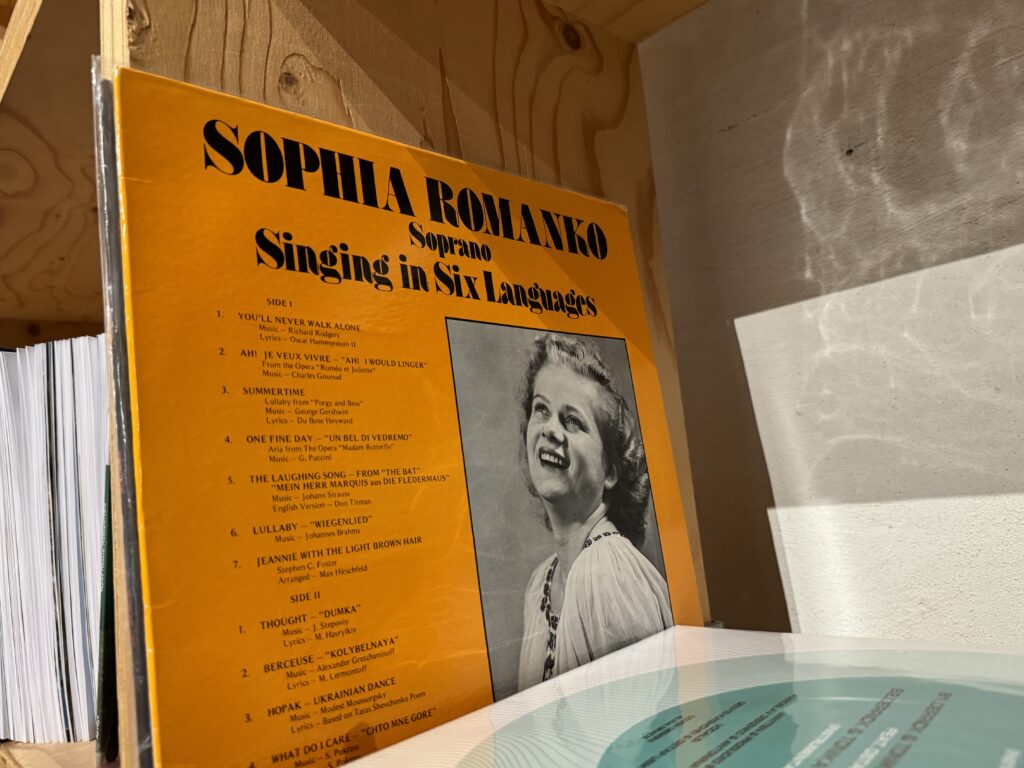 SOPHIA ROMANKO
Soprano
Singing in Six Languages
SIDE I
1. YOU'LL NEVER WALK ALONE
Music — Richard Rodgers
Lyrics — Oscar Hammerstein II
2. AH! JE VEUX VIVRE — "AH! I WOULD LINGER"
From the Opera "Roméo et Juliette"
Music — Charles Gounod
3. SUMMERTIME
Lullaby from "Porgy and Bess"
Music — George Gershwin
Lyrics — Du Bose Heyward
4. ONE FINE DAY — "UN BEL DI VEDREMO"
Aria from The Opera "Madam Butterfly"
Music — G. Puccini
5. THE LAUGHING SONG — FROM "THE BAT"
"MEIN HERR MARQUIS aus DIE FLEDERMAUS"
Music — Johann Strauss
English Version — Don Titman
6. LULLABY — "WIEGENLIED"
Music — Johannes Brahms
7. JEANNIE WITH THE LIGHT BROWN HAIR
Stephen C. Foster
Arranged — Max Hirschfeld
SIDE II
1. THOUGHT — "DUMKA"
Music — J. Stepoviy
Lyrics — M. Havrylkiv
2. BERCEUSE — "KOLYBELNAYA"
Music — Alexander Gretchaninoff
Lyrics — M. Lermontoff
3. HOPAK — UKRAINIAN DANCE
Music — Modest Moussorgsky
Lyrics — Based on Taras Shevchenko Poem
4. WHAT DO I CARE — "CHTO MNE GORE"
Music — S. Pokrass